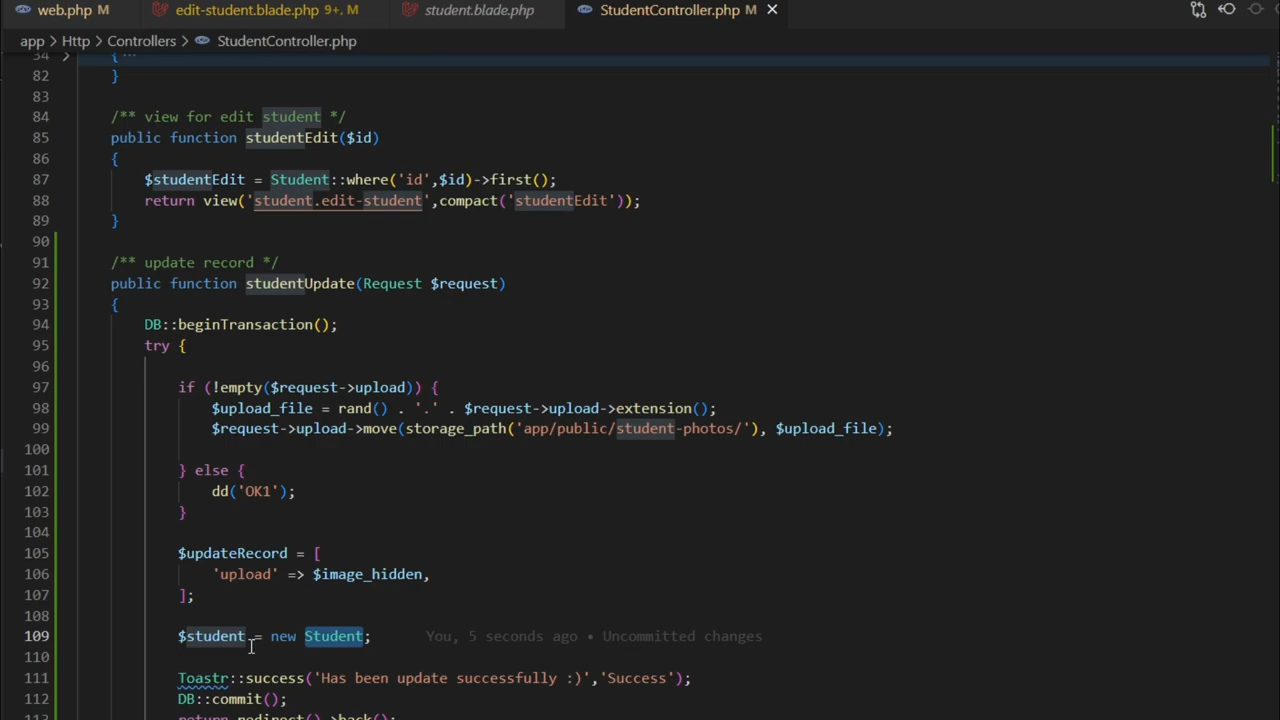 web.php M edit-student.blade.php 9+, M student.blade.php StudentController.php M
app > Http > Controllers > StudentController.php
34 { ...
82 }
83
84 /** view for edit student */
85 public function studentEdit($id)
86 {
87 $studentEdit = Student::where('id',$id)->first();
88 return view('student.edit-student',compact('studentEdit'));
89 }
90
91 /** update record */
92 public function studentUpdate(Request $request)
93 {
94 DB::beginTransaction();
95 try {
96
97 if (!empty($request->upload)) {
98 $upload_file = rand() . '.' . $request->upload->extension();
99 $request->upload->move(storage_path('app/public/student-photos/'), $upload_file);
100
101 } else {
102 dd('OK1');
103 }
104
105 $updateRecord = [
106 'upload' => $image_hidden,
107 ];
108
109 $student = new Student; You, 5 seconds ago • Uncommitted changes
110
111 Toastr::success('Has been update successfully :)','Success');
112 DB::commit();
113 return redirect()->back();